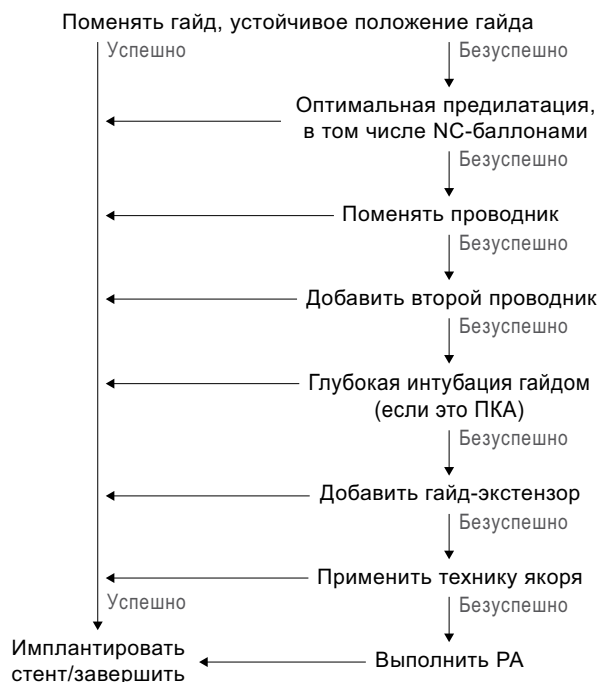 Поменять гайд, устойчивое положение гайда
Успешно
Безуспешно
Оптимальная предилатация,
в том числе NC-баллонами
Безуспешно
Поменять проводник
Безуспешно
Добавить второй проводник
Безуспешно
Глубокая интубация гайдом
(если это ПКА)
Безуспешно
Добавить гайд-экстензор
Безуспешно
Применить технику якоря
Успешно
Безуспешно
Имплантировать
стент/завершить
Выполнить РА